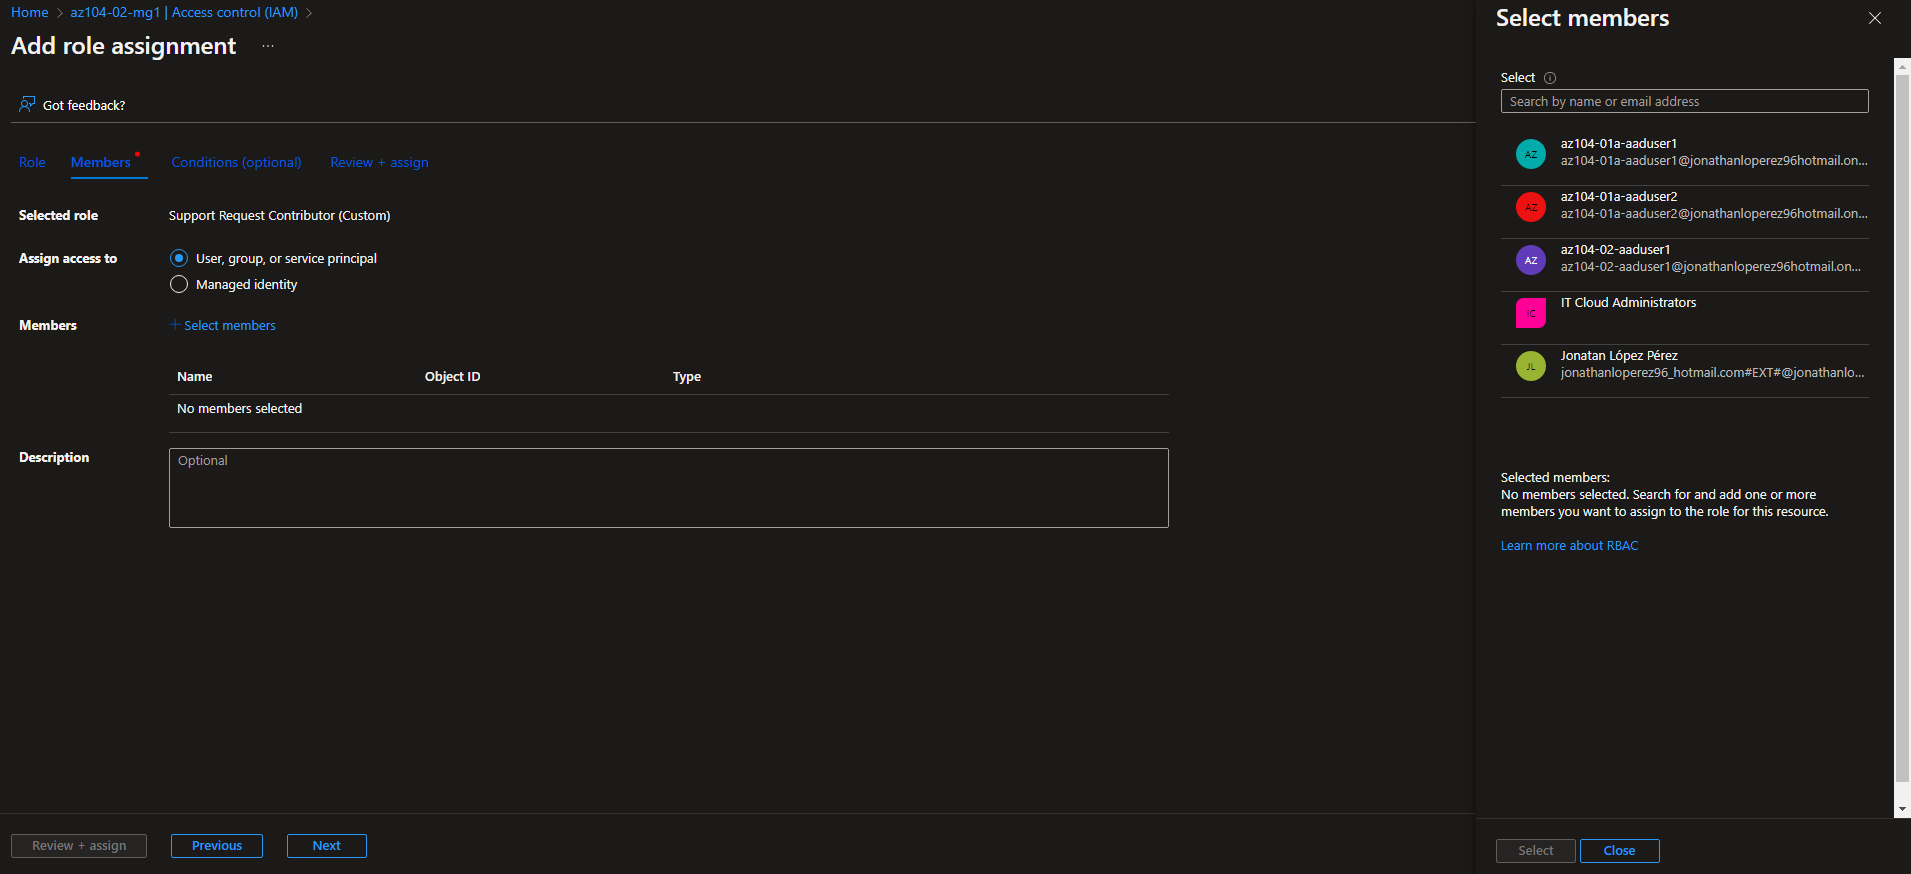 Home > az104-02-mg1 | Access control (IAM) >
Add role assignment ...
Got feedback?
Role Members Conditions (optional) Review + assign
Selected role Support Request Contributor (Custom)
Assign access to User, group, or service principal
Managed identity
Members + Select members
Name Object ID Type
No members selected
Description Optional
Review + assign Previous Next
Select members
Select
Search by name or email address
AZ az104-01a-aaduser1
az104-01a-aaduser1@jonathanloperez96hotmail.on...
AZ az104-01a-aaduser2
az104-01a-aaduser2@jonathanloperez96hotmail.on...
AZ az104-02-aaduser1
az104-02-aaduser1@jonathanloperez96hotmail.on...
IC IT Cloud Administrators
JL Jonatan López Pérez
jonathanloperez96_hotmail.com#EXT#@jonathanlo...
Selected members:
No members selected. Search for and add one or more
members you want to assign to the role for this resource.
Learn more about RBAC
Select Close